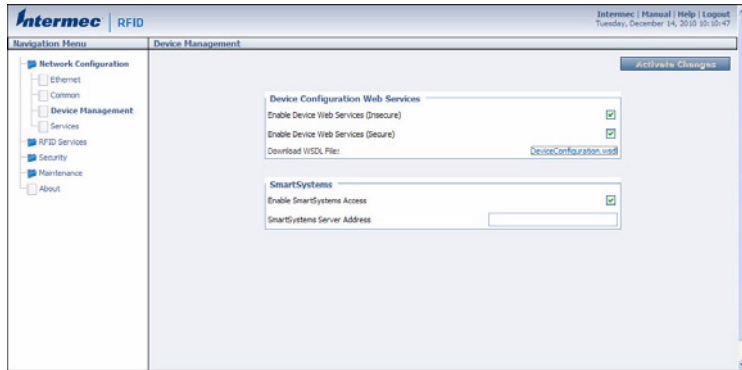 Intermec RFID
Intermec | Manual | Help | Logout
Tuesday, December 14, 2010 10:10:47
Navigation Menu
Device Management
Activate Changes
Network Configuration
Ethernet
Common
Device Management
Services
RFID Services
Security
Maintenance
About
Device Configuration Web Services
Enable Device Web Services (Insecure)
Enable Device Web Services (Secure)
Download WSDL File: DeviceConfiguration.wsdl
SmartSystems
Enable SmartSystems Access
SmartSystems Server Address